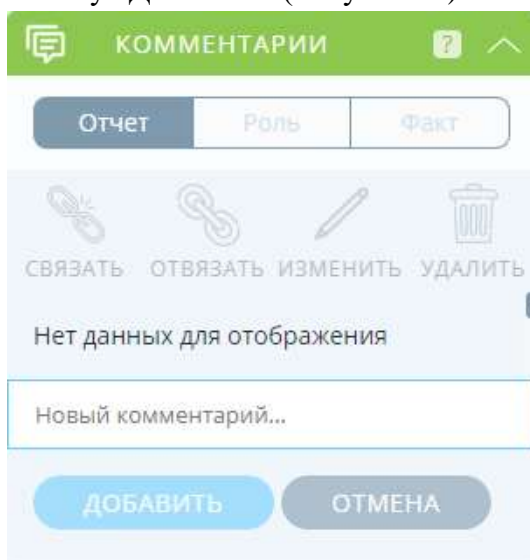 КОММЕНТАРИИ ?
Отчет Роль Факт
СВЯЗАТЬ ОТВЯЗАТЬ ИЗМЕНИТЬ УДАЛИТЬ
Нет данных для отображения
Новый комментарий...
ДОБАВИТЬ ОТМЕНА